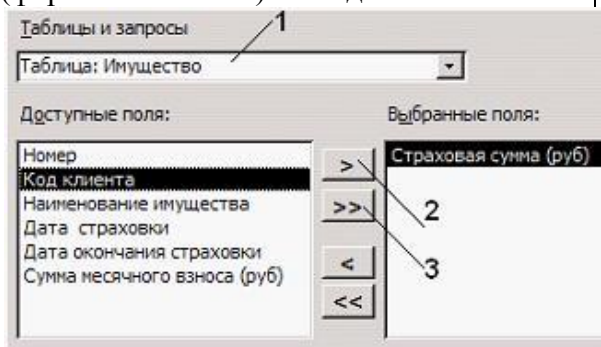 Таблицы и запросы
1
Таблица: Имущество
Доступные поля:
Выбранные поля:
Номер
Код клиента
Наименование имущества
Дата страховки
Дата окончания страховки
Сумма месячного взноса (руб)
>
>>
<
<<
Страховая сумма (руб)
2
3